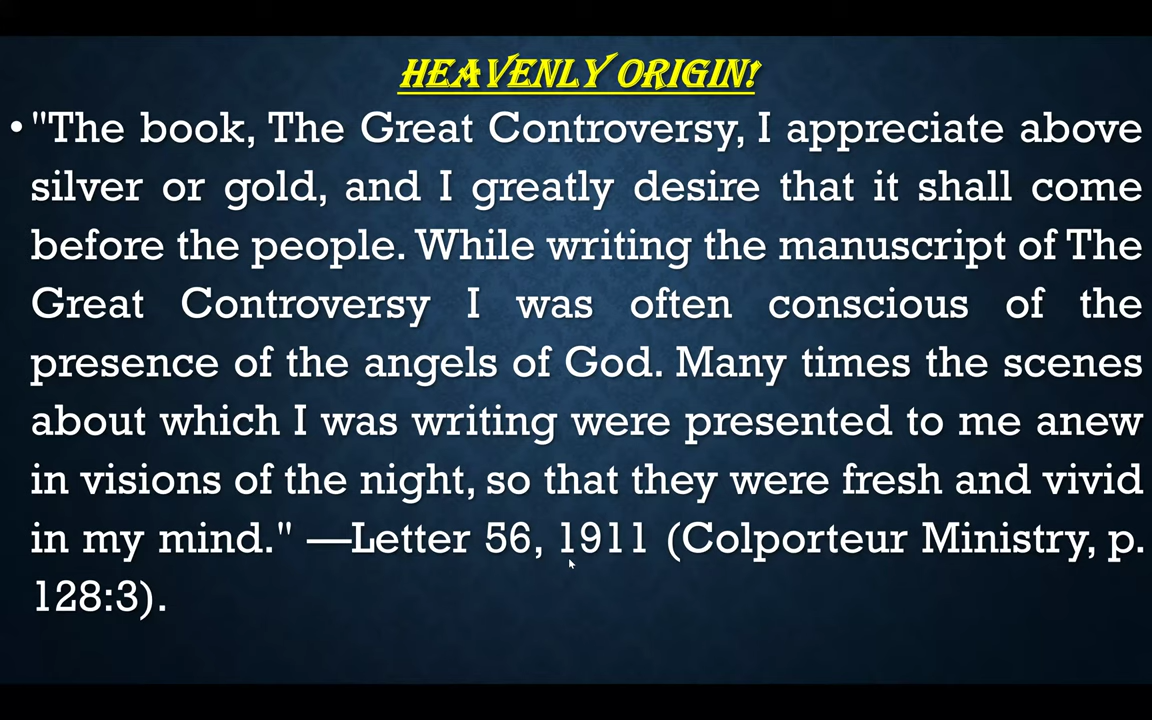 HEAVENLY ORIGIN!
• "The book, The Great Controversy, I appreciate above
silver or gold, and I greatly desire that it shall come
before the people. While writing the manuscript of The
Great Controversy I was often conscious of the
presence of the angels of God. Many times the scenes
about which I was writing were presented to me anew
in visions of the night, so that they were fresh and vivid
in my mind." —Letter 56, 1911 (Colporteur Ministry, p.
128:3).